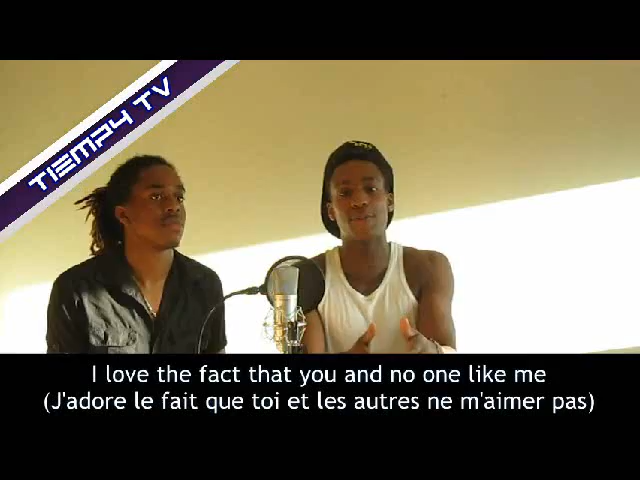 TIEMP4 TV
I love the fact that you and no one like me
(J'adore le fait que toi et les autres ne m'aimer pas)